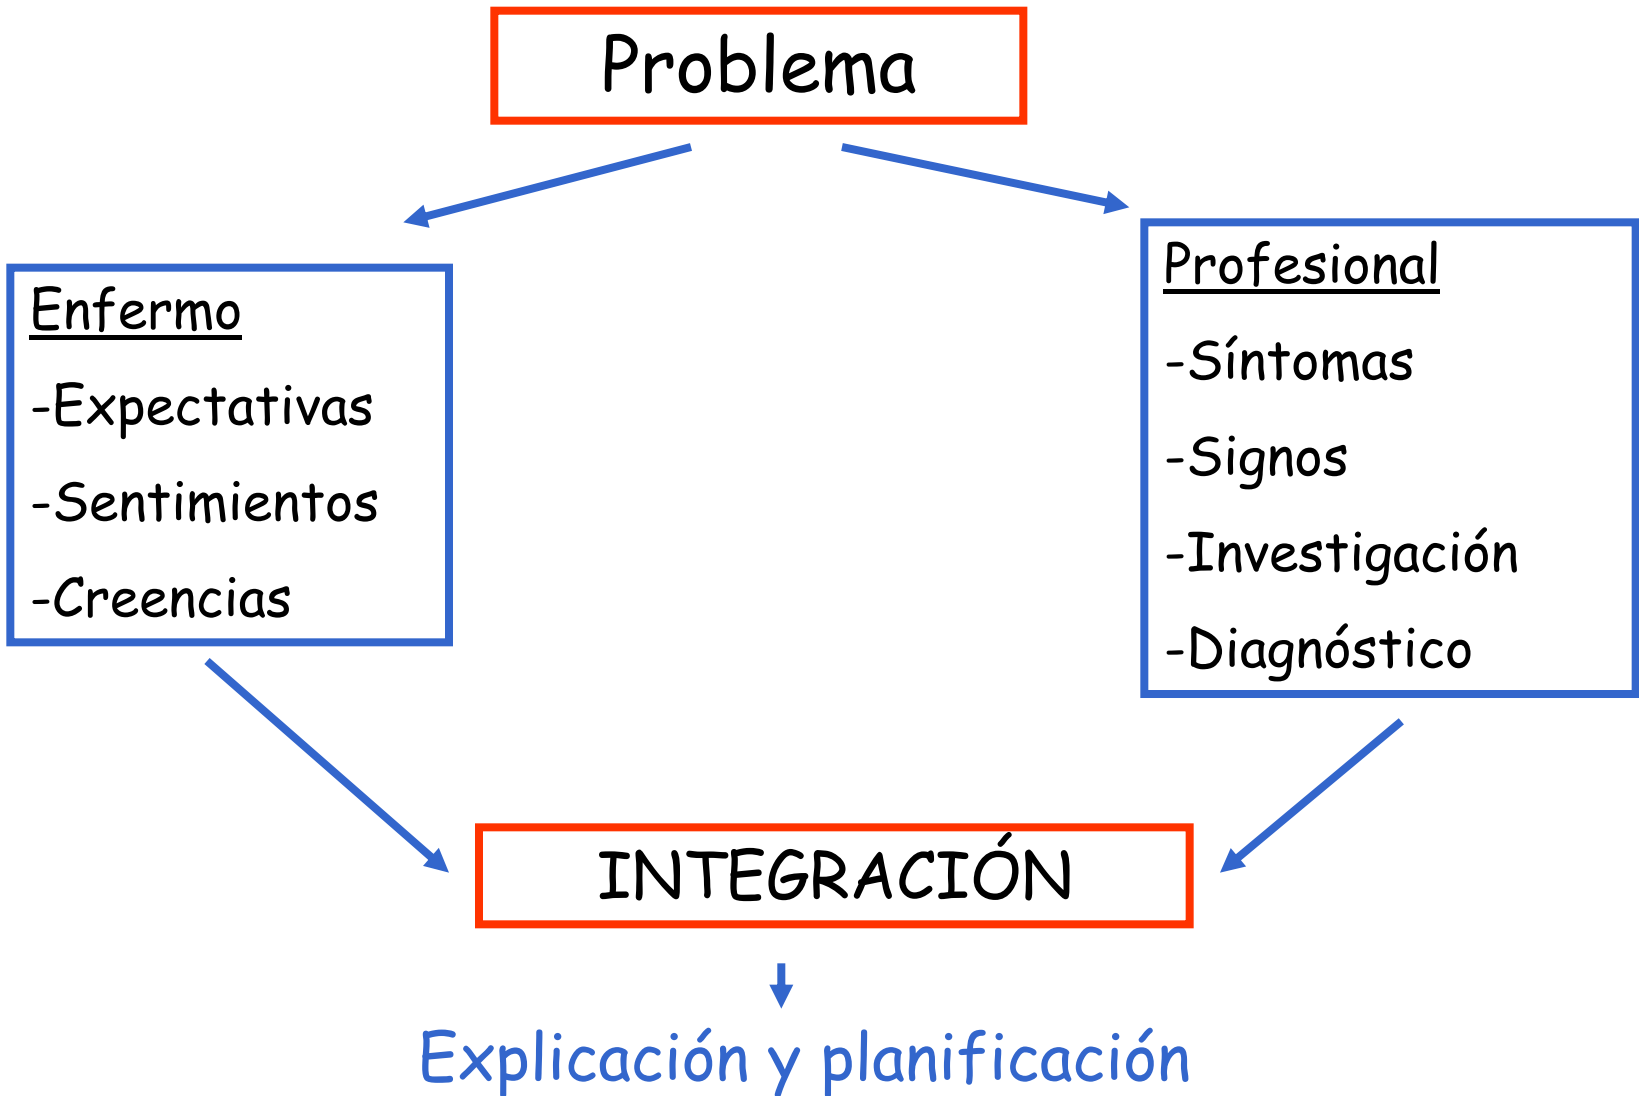 Problema
Enfermo
-Expectativas
-Sentimientos
-Creencias
Profesional
-Síntomas
-Signos
-Investigación
-Diagnóstico
INTEGRACIÓN
Explicación y planificación